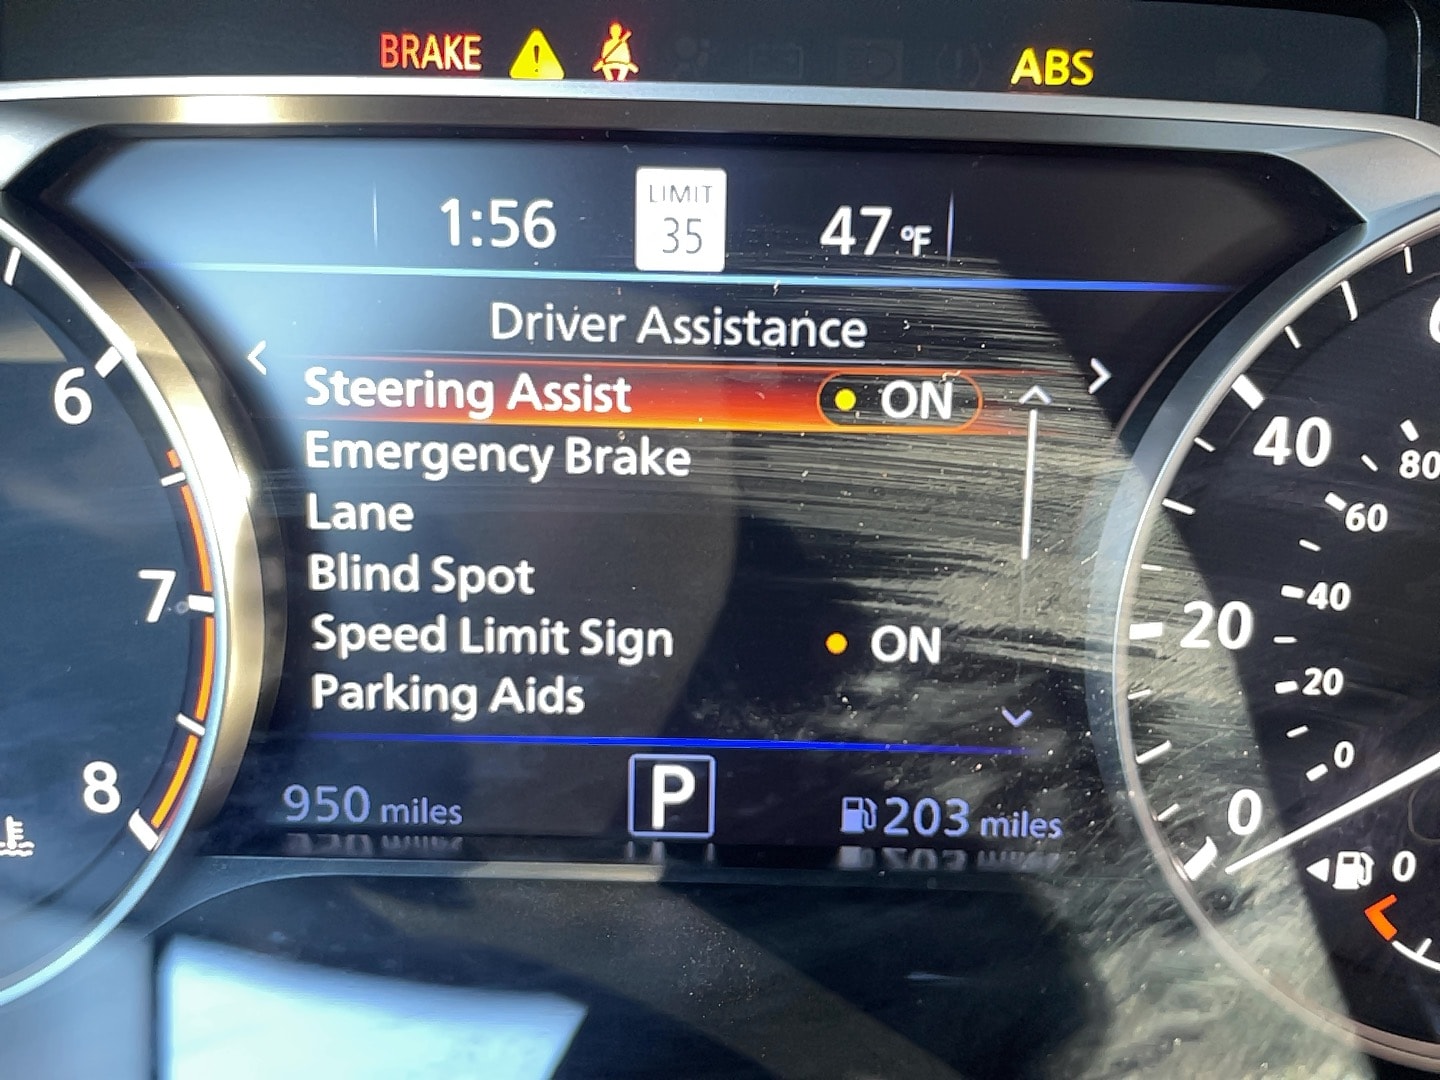 BRAKE
ABS
1:56
LIMIT
35
47 °F
Driver Assistance
Steering Assist ON
Emergency Brake
Lane
Blind Spot
Speed Limit Sign ON
Parking Aids
950 miles
P
203 miles
6
7
8
40
20
0
80
60
40
20
0
0